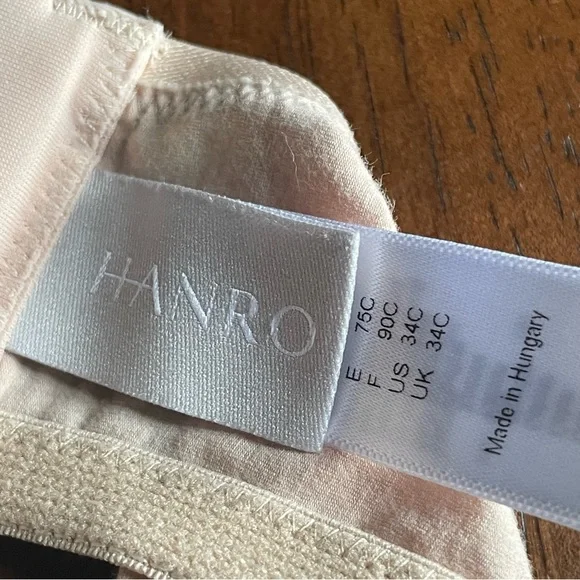 HANRO
E 75C
F 90C
US 34C
UK 34C
Made in Hungary